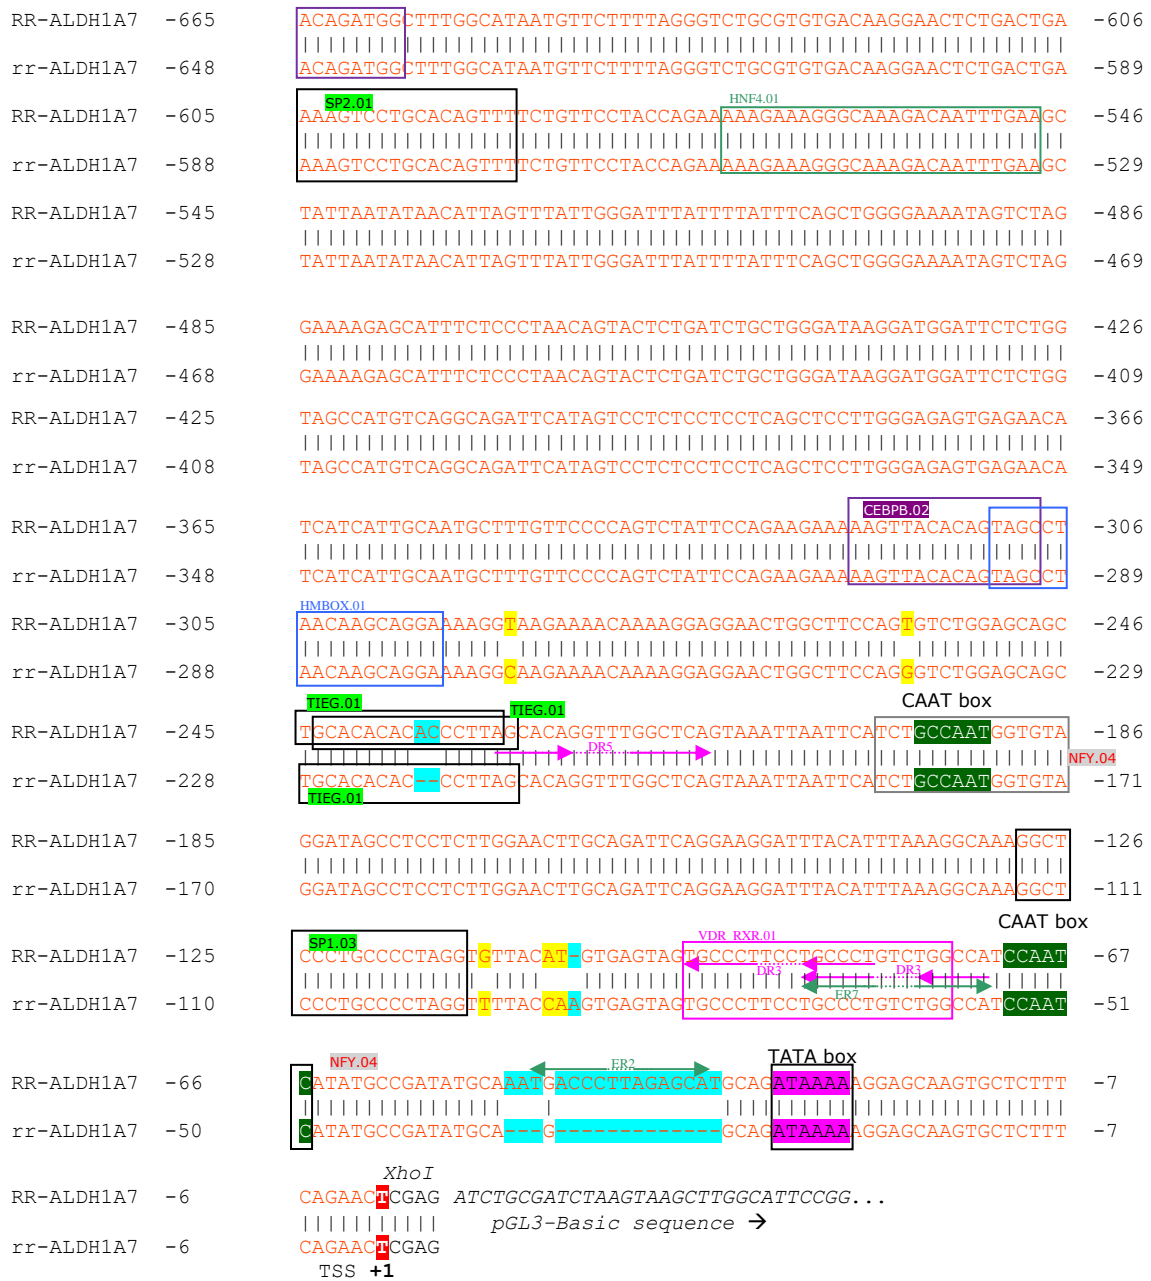 RR-ALDH1A7 -665 ACAGATGGCTTTGGCATAATGTTCTTTTAGGGTCTGCGTGTGACAAGGAACTCTGACTGA -606
rr-ALDH1A7 -648 ACAGATGGCTTTGGCATAATGTTCTTTTAGGGTCTGCGTGTGACAAGGAACTCTGACTGA -589
SP2.01 HNF4.01
RR-ALDH1A7 -605 AAAGTCCTGCACAGTTTTCTGTTCCTACCAGAAAAAGAAAGGGCAAAGACAATTTGAAGC -546
rr-ALDH1A7 -588 AAAGTCCTGCACAGTTTTCTGTTCCTACCAGAAAAAGAAAGGGCAAAGACAATTTGAAGC -529
RR-ALDH1A7 -545 TATTAATATAACATTAGTTTATTGGGATTTATTTTATTTCAGCTGGGGAAAATAGTCTAG -486
rr-ALDH1A7 -528 TATTAATATAACATTAGTTTATTGGGATTTATTTTATTTCAGCTGGGGAAAATAGTCTAG -469
RR-ALDH1A7 -485 GAAAAGAGCATTTCTCCCTAACAGTACTCTGATCTGCTGGGATAAGGATGGATTCTCTGG -426
rr-ALDH1A7 -468 GAAAAGAGCATTTCTCCCTAACAGTACTCTGATCTGCTGGGATAAGGATGGATTCTCTGG -409
RR-ALDH1A7 -425 TAGCCATGTCAGGCAGATTCATAGTCCTCTCCTCCTCAGCTCCTTGGGAGAGTGAGAACA -366
rr-ALDH1A7 -408 TAGCCATGTCAGGCAGATTCATAGTCCTCTCCTCCTCAGCTCCTTGGGAGAGTGAGAACA -349
CEBPB.02
RR-ALDH1A7 -365 TCATCATTGCAATGCTTTGTTCCCCAGTCTATTCCAGAAGAAAAAGTTACACAGTAGCCT -306
rr-ALDH1A7 -348 TCATCATTGCAATGCTTTGTTCCCCAGTCTATTCCAGAAGAAAAAGTTACACAGTAGCCT -289
HMBOX.01
RR-ALDH1A7 -305 AACAAGCAGGAAAAGGTAAGAAAACAAAAGGAGGAACTGGCTTCCAGTGTCTGGAGCAGC -246
rr-ALDH1A7 -288 AACAAGCAGGAAAAGGCAAGAAAACAAAAGGAGGAACTGGCTTCCAGGGTCTGGAGCAGC -229
TIEG.01 TIEG.01 CAAT box
RR-ALDH1A7 -245 TGCACACACACCCTTAGCACAGGTTTGGCTCAGTAAATTAATTCATCTGCCAATGGTGTA -186
DR5 NFY.04
rr-ALDH1A7 -228 TGCACACAC--CCTTAGCACAGGTTTGGCTCAGTAAATTAATTCATCTGCCAATGGTGTA -171
TIEG.01
RR-ALDH1A7 -185 GGATAGCCTCCTCTTGGAACTTGCAGATTCAGGAAGGATTTACATTTAAAGGCAAAGGCT -126
rr-ALDH1A7 -170 GGATAGCCTCCTCTTGGAACTTGCAGATTCAGGAAGGATTTACATTTAAAGGCAAAGGCT -111
SP1.03 VDR_RXR.01 CAAT box
RR-ALDH1A7 -125 CCCTGCCCCTAGGTGTTACAT-GTGAGTAGTGCCCTTCCTGCCCTGTCTGGCCATCCAAT -67
DR3 DR3
ER7
rr-ALDH1A7 -110 CCCTGCCCCTAGGTTTTACCAAGTGAGTAGTGCCCTTCCTGCCCTGTCTGGCCATCCAAT -51
NFY.04 ER2 TATA box
RR-ALDH1A7 -66 CATATGCCGATATGCAAATGACCCTTAGAGCATGCAGATAAAAAGGAGCAAGTGCTCTTT -7
rr-ALDH1A7 -50 CATATGCCGATATGCA---G-------------GCAGATAAAAAGGAGCAAGTGCTCTTT -7
XhoI
RR-ALDH1A7 -6 CAGAACTCGAG ATCTGCGATCTAAGTAAGCTTGGCATTCCGG...
pGL3-Basic sequence →
rr-ALDH1A7 -6 CAGAACTCGAG
TSS +1